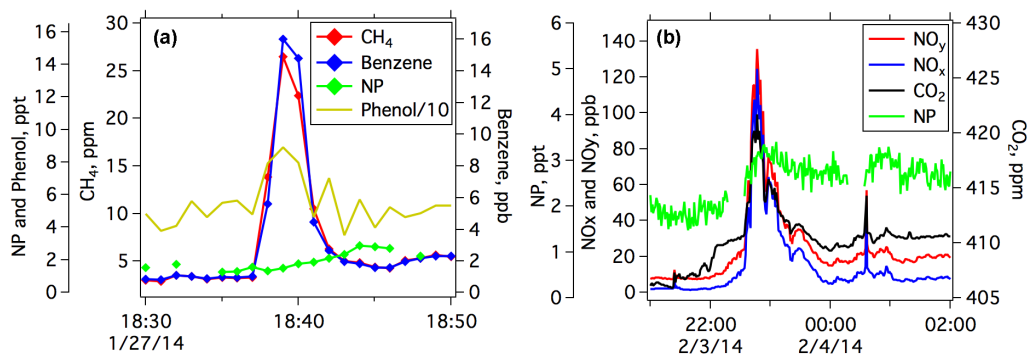 (a)
CH4
Benzene
NP
Phenol/10
NP and Phenol, ppt
16
14
12
10
8
6
4
2
0
CH4, ppm
30
25
20
15
10
5
Benzene, ppb
16
14
12
10
8
6
4
2
0
18:30 18:40 18:50
1/27/14
(b)
NOy
NOx
CO2
NP
NP, ppt
6
5
4
3
2
1
0
NOx and NOy, ppb
140
120
100
80
60
40
20
0
CO2, ppm
430
425
420
415
410
405
22:00 00:00 02:00
2/3/14 2/4/14